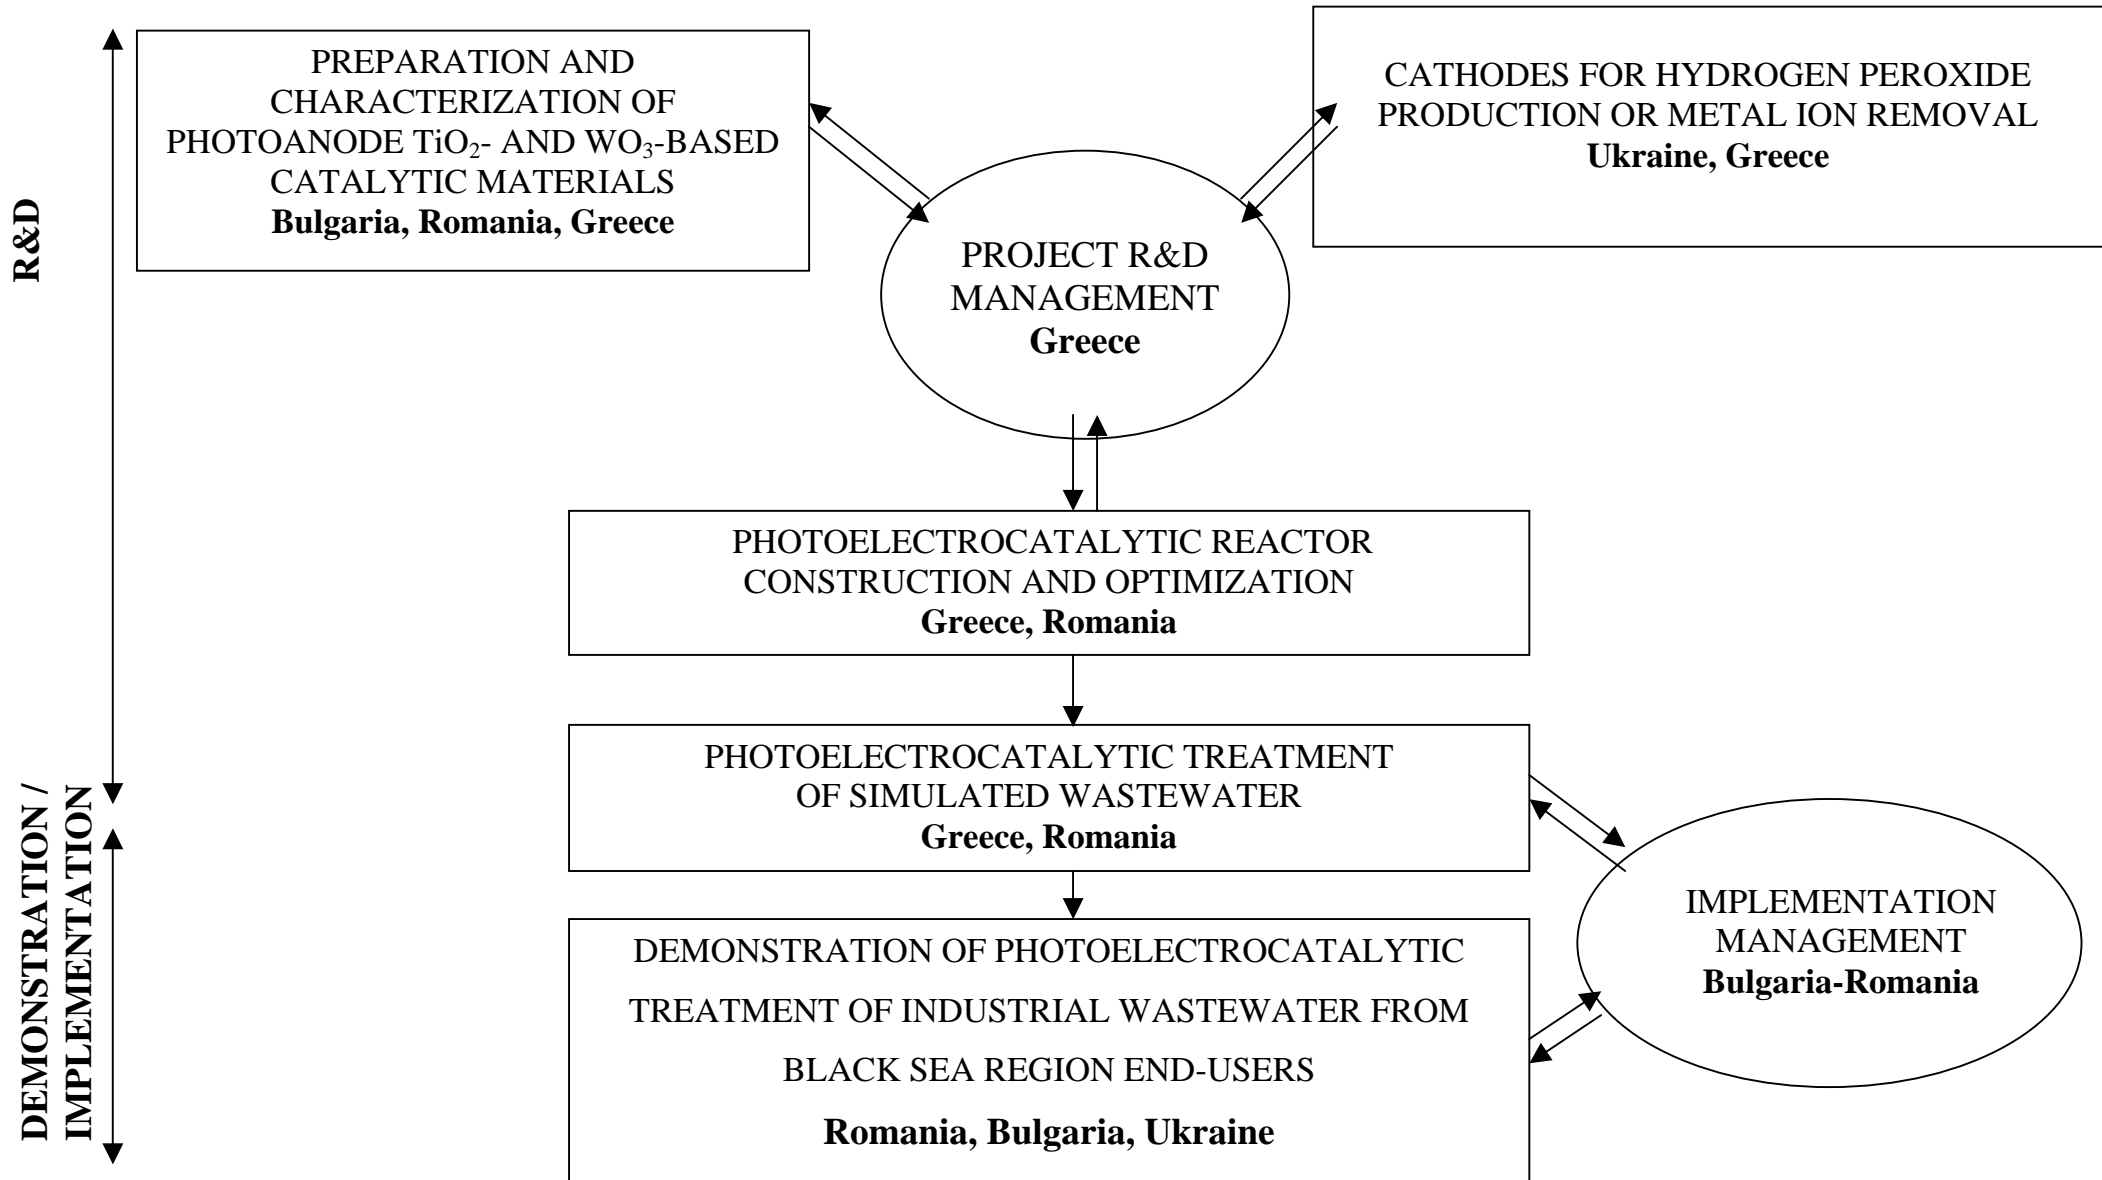 R&D
PREPARATION AND
CHARACTERIZATION OF
PHOTOANODE TiO₂- AND WO₃-BASED
CATALYTIC MATERIALS
Bulgaria, Romania, Greece
CATHODES FOR HYDROGEN PEROXIDE
PRODUCTION OR METAL ION REMOVAL
Ukraine, Greece
PROJECT R&D
MANAGEMENT
Greece
PHOTOELECTROCATALYTIC REACTOR
CONSTRUCTION AND OPTIMIZATION
Greece, Romania
DEMONSTRATION /
IMPLEMENTATION
PHOTOELECTROCATALYTIC TREATMENT
OF SIMULATED WASTEWATER
Greece, Romania
IMPLEMENTATION
MANAGEMENT
Bulgaria-Romania
DEMONSTRATION OF PHOTOELECTROCATALYTIC
TREATMENT OF INDUSTRIAL WASTEWATER FROM
BLACK SEA REGION END-USERS
Romania, Bulgaria, Ukraine